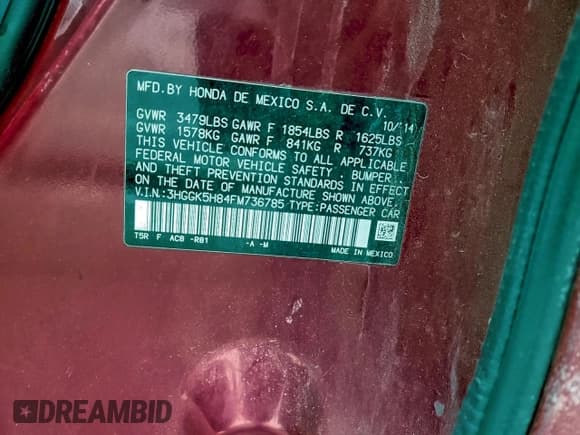 MFD. BY HONDA DE MEXICO S.A. DE C.V.
10/'14
GVWR 3479LBS GAWR F 1854LBS R 1625LBS
GVWR 1578KG GAWR F 841KG R 737KG
THIS VEHICLE CONFORMS TO ALL APPLICABLE
FEDERAL MOTOR VEHICLE SAFETY, BUMPER,
AND THEFT PREVENTION STANDARDS IN EFFECT
ON THE DATE OF MANUFACTURE SHOWN ABOVE.
V.I.N.:3HGGK5H84FM736785 TYPE:PASSENGER CAR
T5R F AC0 -R81 -A -M
MADE IN MEXICO
DREAMBID